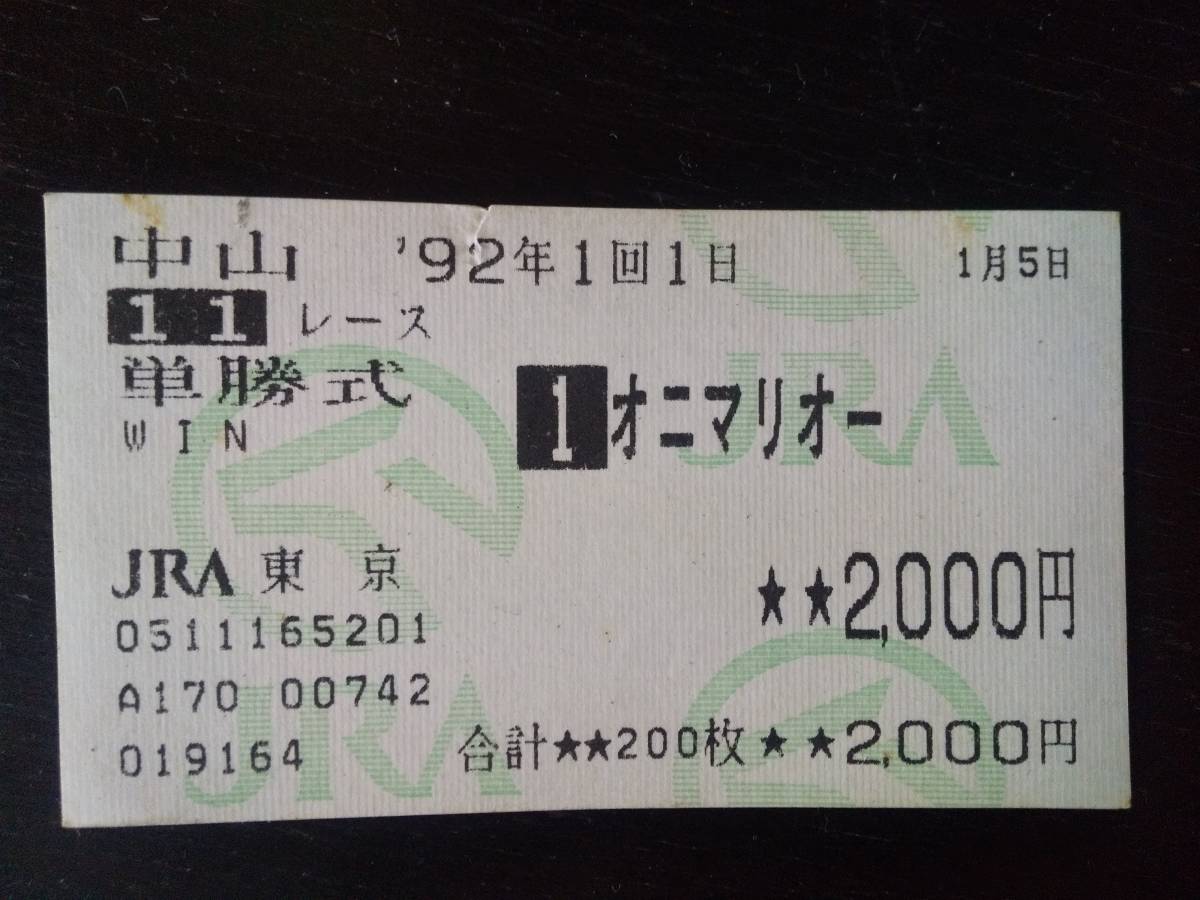 中山 '92年1回1日 1月5日
11 レース
単勝式
WIN
1 オニマリオー
JRA 東京
★★2,000円
0511165201
A170 00742
019164
合計★★200枚★★2,000円
JRA
JRA